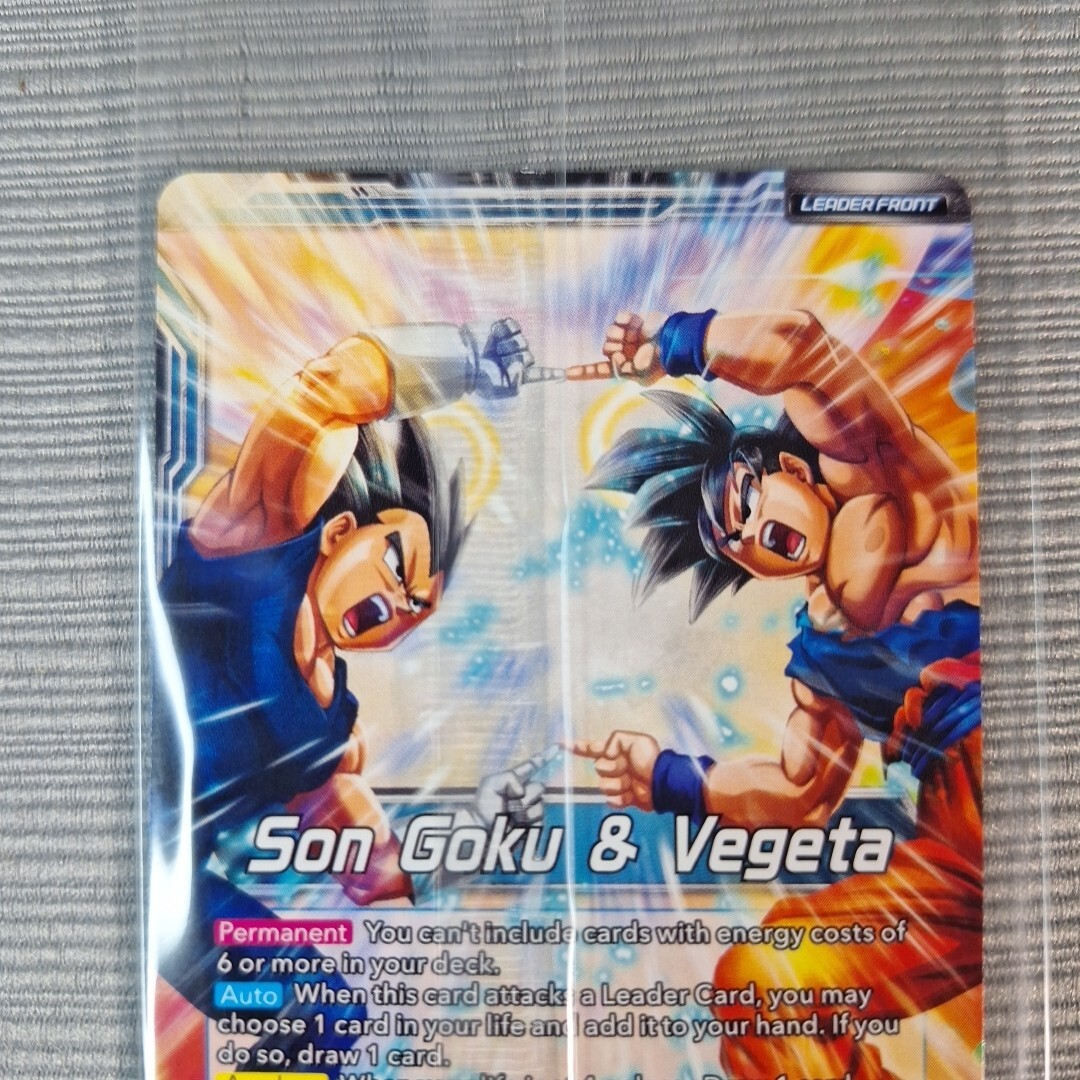 LEADER FRONT
Son Goku & Vegeta
Permanent You can't include cards with energy costs of
6 or more in your deck.
Auto When this card attacks a Leader Card, you may
choose 1 card in your life and add it to your hand. If you
do so, draw 1 card.